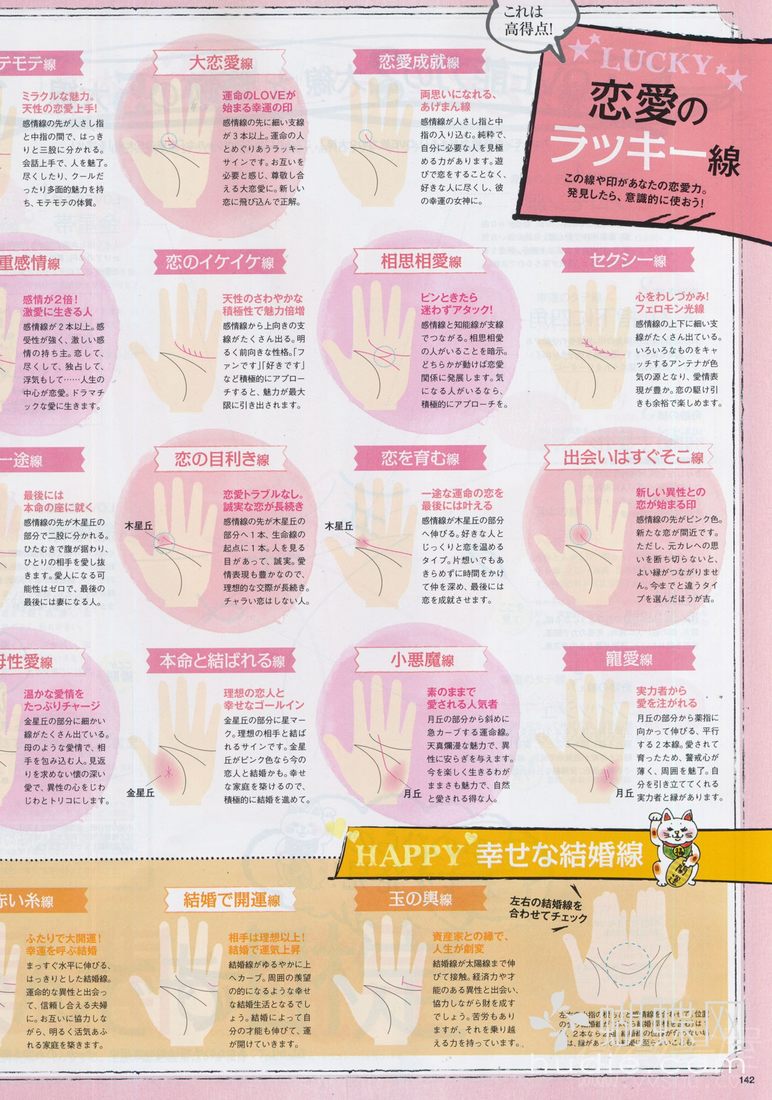 これは
高得点!
LUCKY
恋愛の
ラッキー線
この線や印があなたの恋愛力。
発見したら、意識的に使おう!
テモテ線
ミラクルな魅力。
天性の恋愛上手!
感情線の先が人さし指
と中指の間で、はっき
りと三股に分かれる。
会話上手で、人を魅了。
尽くしたり、クールだ
ったり多面的魅力を持
ち、モテモテの体質。
大恋愛線
運命のLOVEが
始まる幸運の印
感情線の先に細い支線
が3本以上。運命の人
とめぐりあうラッキー
サインです。お互いを
必要と感じ、尊敬し合
える大恋愛に。新しい
恋に飛び込んで正解。
恋愛成就線
両思いになれる、
あげまん線
感情線が人さし指と中
指の入り込む。純粋で、
自分に必要な人を見極
める力があります。遊
びで恋をすることなく、
好きな人に尽くし、彼
の幸運の女神に。
重感情線
感情が2倍!
激愛に生きる人
感情線が2本以上。感
受性が強く、激しい感
情の持ち主。恋して、
尽くして、独占して、
浮気もして……人生の
中心が恋愛。ドラマチ
ックな愛に生きます。
恋のイケイケ線
天性のさわやかな
積極性で魅力倍増
感情線から上向きの支
線がたくさん出る。明
るく前向きな性格。「フ
ァンです」「好きです」
など積極的にアプロー
チすると、魅力が最大
限に引き出されます。
相思相愛線
ピンときたら
迷わずアタック!
感情線と知能線が支線
でつながる。相思相愛
の人がいることを暗示。
どちらかが動けば恋愛
関係に発展します。気
になる人がいるなら、
積極的にアプローチを。
セクシー線
心をわしづかみ!
フェロモン光線
感情線の上下に細い支
線がたくさん出ている。
いろいろなものをキャ
ッチするアンテナが色
気の源となり、愛情表
現が豊か。恋の駆け引
きも余裕で楽しめます。
一途線
最後には
本命の座に就く
感情線の先が木星丘の
部分で二股に分かれる。
ひたむきで腹が据わり、
ひとりの相手を愛し抜
きます。愛人になる可
能性はゼロで、最後の
最後には妻になる人。
恋の目利き線
恋愛トラブルなし。
誠実な恋が長続き
感情線の先が木星丘の
部分へ1本、生命線の
起点に1本。人を見る
目があって、誠実。愛
情表現も豊かなので、
理想的な交際が長続き。
チャラい恋はしない人。
木星丘
恋を育む線
一途な運命の恋を
最後には叶える
感情線が木星丘の部分
へ伸びる。好きな人と
じっくりと恋を温める
タイプ。片想いでもあ
きらめずに時間をかけ
て仲を深め、最後には
恋を成就させます。
木星丘
出会いはすぐそこ線
新しい異性との
恋が始まる印
感情線の先がピンク色。
新たな恋が間近です。
ただし、元カレへの思
いを断ち切らないと、
よい縁がつながりませ
ん。今までと違うタイ
プを選んだほうが吉。
母性愛線
温かな愛情を
たっぷりチャージ
金星丘の部分に細かい
線がたくさん出ている。
母のような愛情で、相
手を包み込む人。見返
りを求めない懐の深い
愛で、異性の心をじわ
じわとトリコにします。
本命と結ばれる線
理想の恋人と
幸せなゴールイン
金星丘の部分に星マー
ク。理想の相手と結ば
れるサインです。金星
丘がピンク色なら今の
恋人と結婚かも。幸せ
な家庭を築けるので、
積極的に結婚を進めて。
金星丘
小悪魔線
素のままで
愛される人気者
月丘の部分から斜めに
急カーブする運命線。
天真爛漫な魅力で、異
性に安らぎを与えます。
今を楽しく生きるわが
ままさも魅力で、自然
と愛され得な人。
月丘
寵愛線
実力者から
愛を注がれる
月丘の部分から薬指に
向かって伸びる、平行
する2本線。愛されて
育ったため、警戒心が
薄く、周囲を魅了。自
分を引き立ててくれる
実力者と縁があります。
月丘
HAPPY 幸せな結婚線
開運
赤い糸線
ふたりで大開運!
幸運を呼ぶ結婚
まっすぐ水平に伸びる、
はっきりとした結婚線。
運命的な異性と出会っ
て、信頼し合える夫婦
に。お互いに協力しな
がら、明るく活気あふ
れる家庭を築きます。
結婚で開運線
相手は理想以上!
結婚で運気上昇
結婚線がゆるやかに上
へカーブ。周囲の羨望
の的になるような幸せ
な結婚生活となるでし
ょう。結婚によって自
分の才能も伸びて、運
が開けていきます。
玉の輿線
資産家との縁で、
人生が劇変
結婚線が太陽線まで伸
びて接触。経済力や才
能のある異性と出会い、
協力しながら財を成す
でしょう。苦労もあり
ますが、それを乗り越
える力を持っています。
左右の結婚線を
合わせてチェック
142